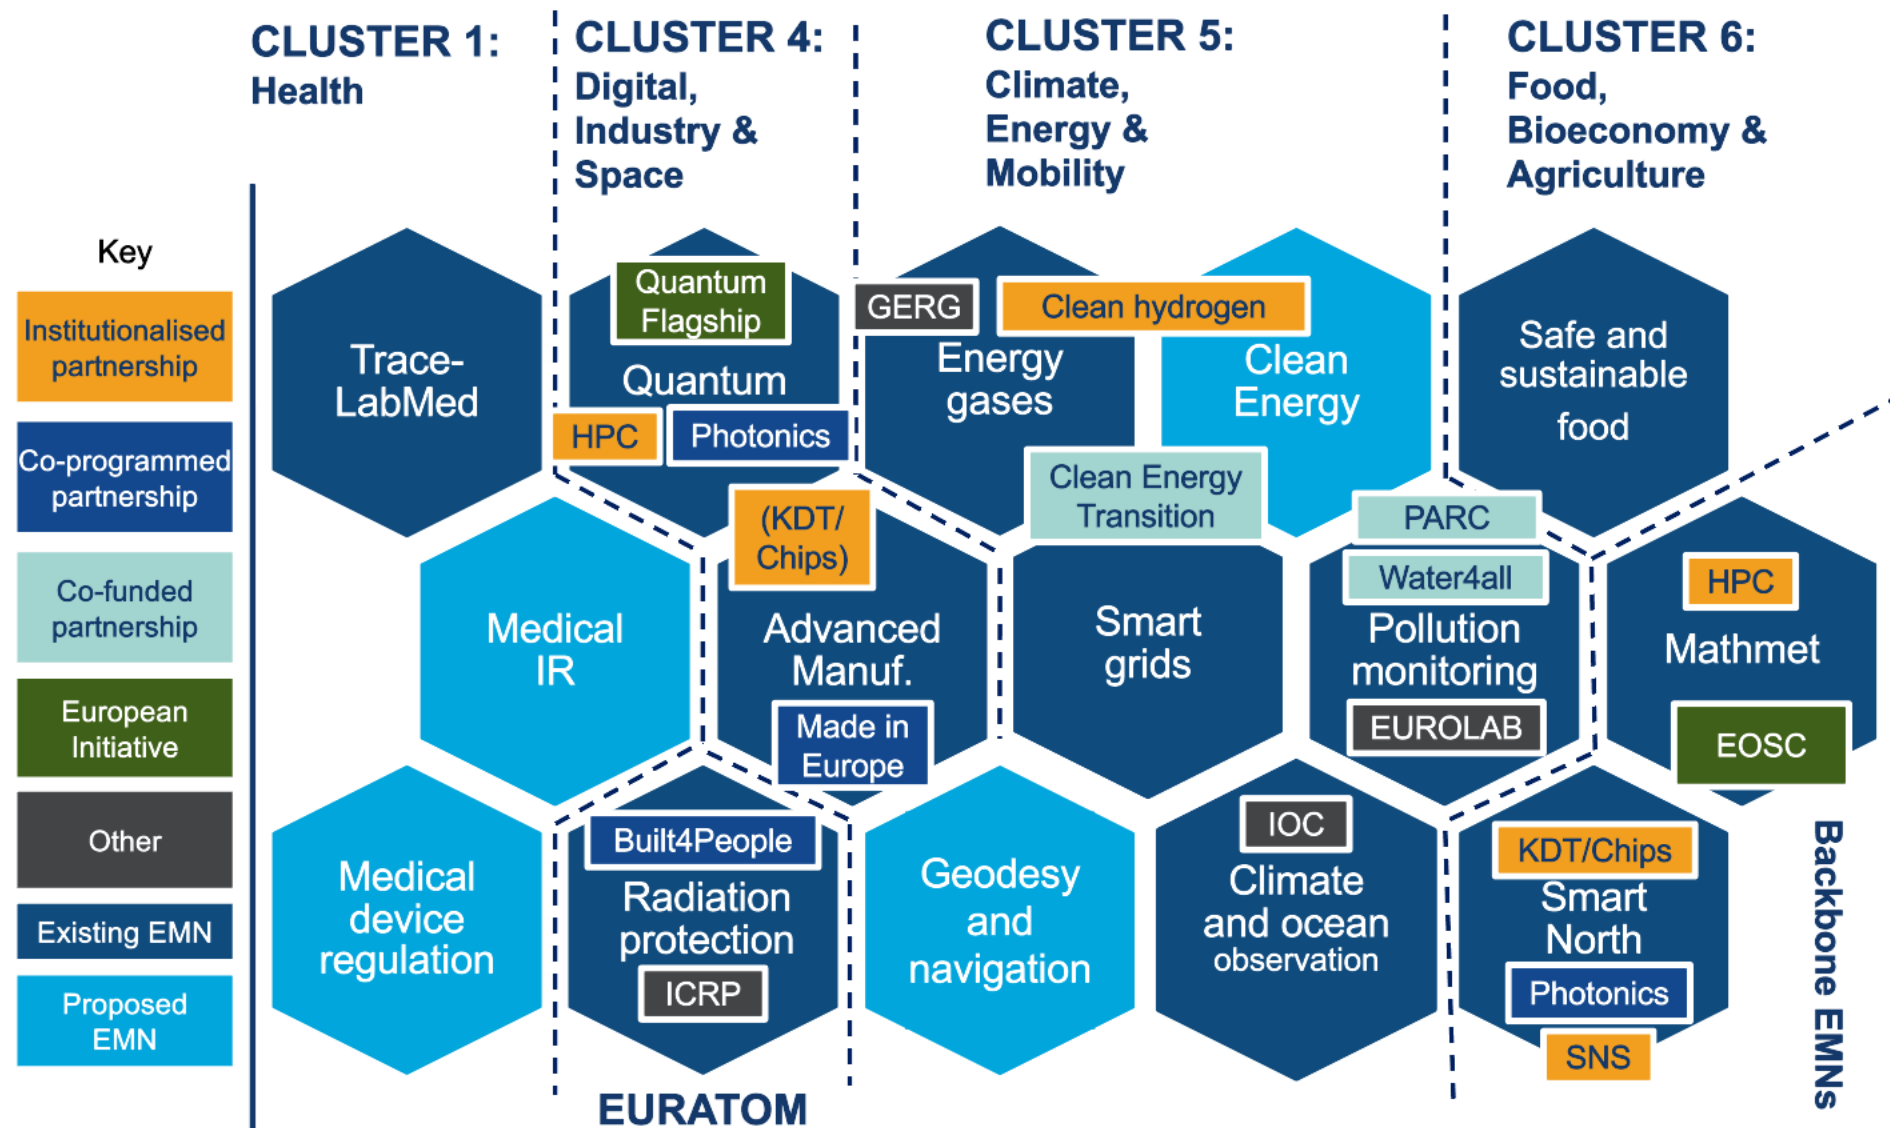 CLUSTER 1:
Health
CLUSTER 4:
Digital,
Industry &
Space
CLUSTER 5:
Climate,
Energy &
Mobility
CLUSTER 6:
Food,
Bioeconomy &
Agriculture
Key
Institutionalised
partnership
Co-programmed
partnership
Co-funded
partnership
European
Initiative
Other
Existing EMN
Proposed
EMN
Trace-
LabMed
Quantum
Flagship
Quantum
HPC
Photonics
GERG
Clean hydrogen
Energy
gases
Clean
Energy
Clean Energy
Transition
Safe and
sustainable
food
Medical
IR
(KDT/
Chips)
Advanced
Manuf.
Made in
Europe
Smart
grids
PARC
Water4all
Pollution
monitoring
EUROLAB
HPC
Mathmet
EOSC
Medical
device
regulation
Built4People
Radiation
protection
ICRP
Geodesy
and
navigation
IOC
Climate
and ocean
observation
KDT/Chips
Smart
North
Photonics
SNS
Backbone EMNs
EURATOM